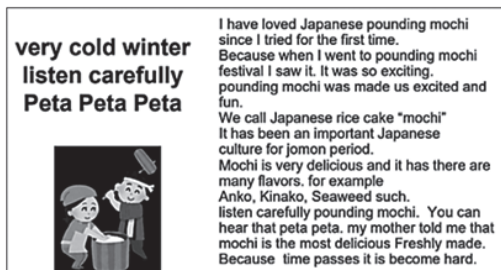 very cold winter
listen carefully
Peta Peta Peta
I have loved Japanese pounding mochi
since I tried for the first time.
Because when I went to pounding mochi
festival I saw it. It was so exciting.
pounding mochi was made us excited and
fun.
We call Japanese rice cake “mochi”
It has been an important Japanese
culture for jomon period.
Mochi is very delicious and it has there are
many flavors. for example
Anko, Kinako, Seaweed such.
listen carefully pounding mochi.  You can
hear that peta peta. my mother told me that
mochi is the most delicious Freshly made.
Because  time passes it is become hard.